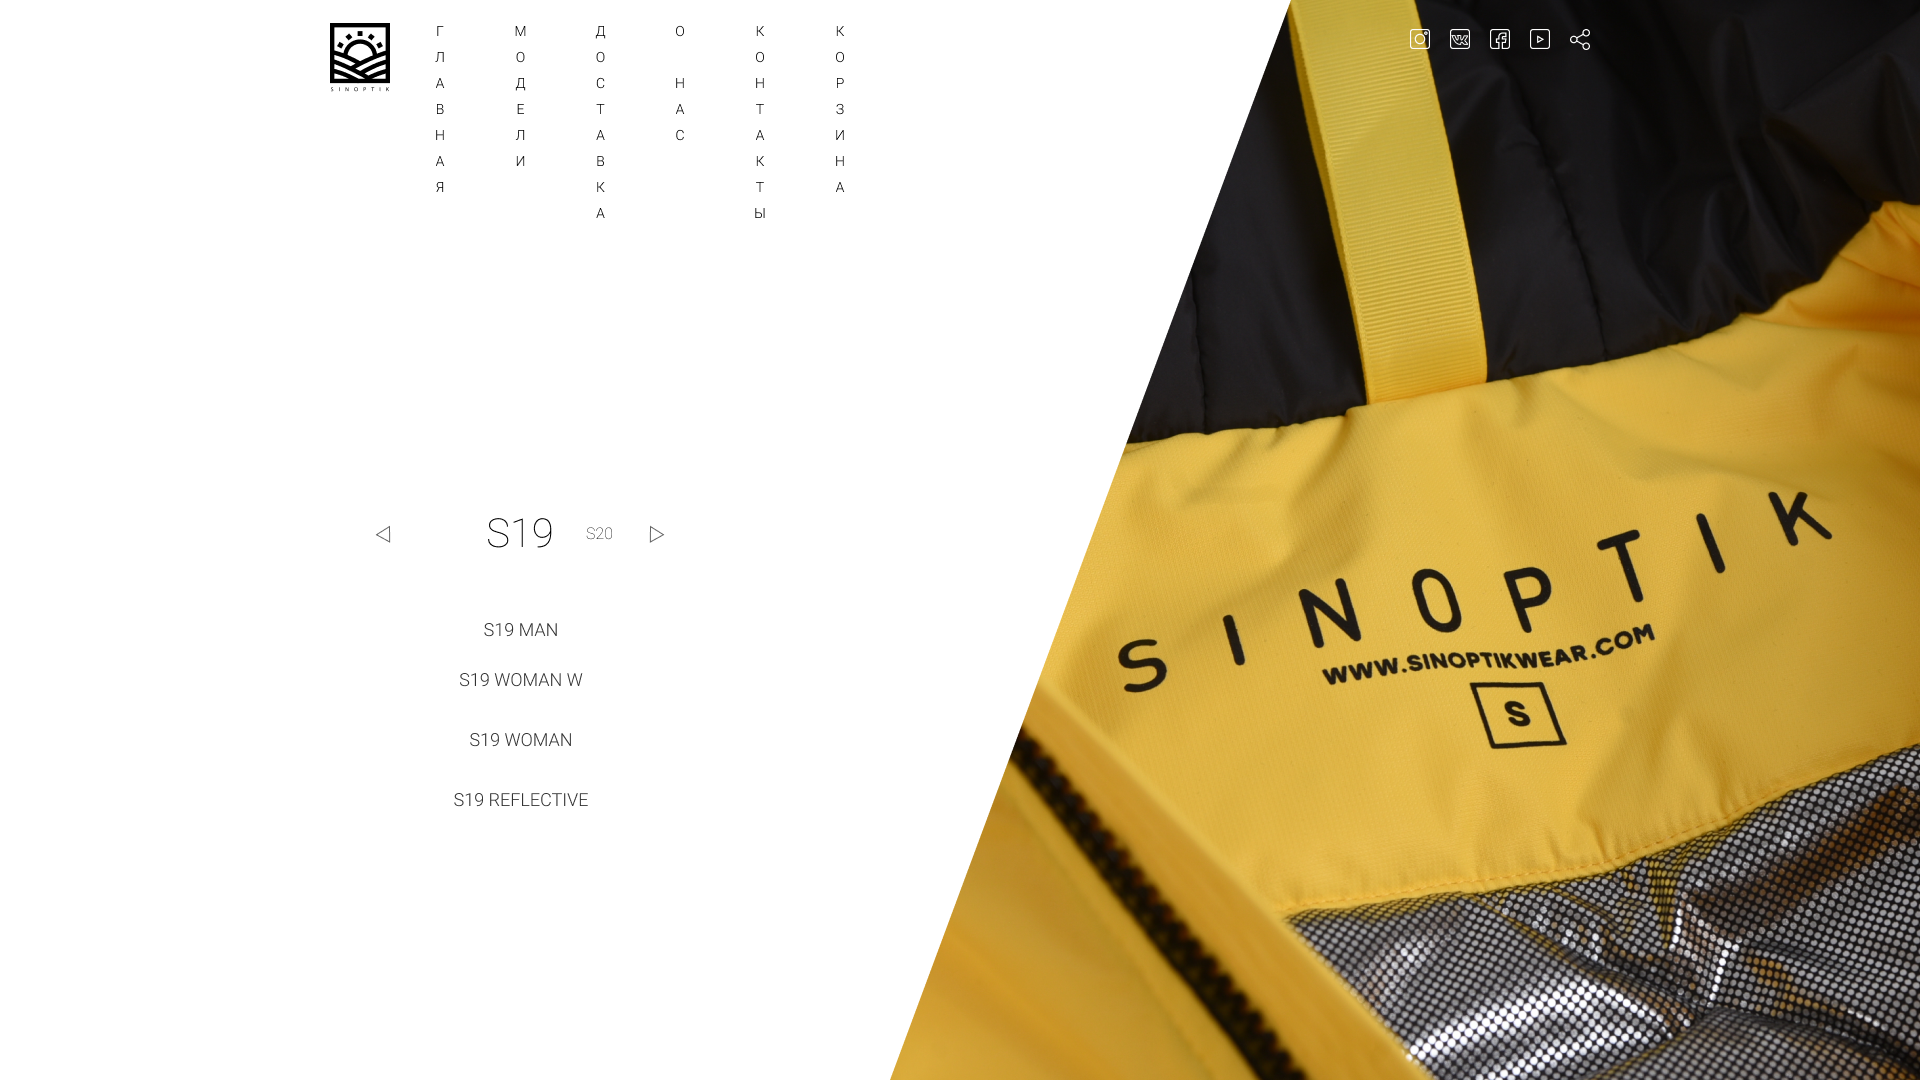 SINOPTIK
ГЛАВНАЯ
МОДЕЛИ
ДОСТАВКА
О НАС
КОНТАКТЫ
КОРЗИНА
S19
S20
S19 MAN
S19 WOMAN W
S19 WOMAN
S19 REFLECTIVE
SINOPTIK
WWW.SINOPTIKWEAR.COM
S